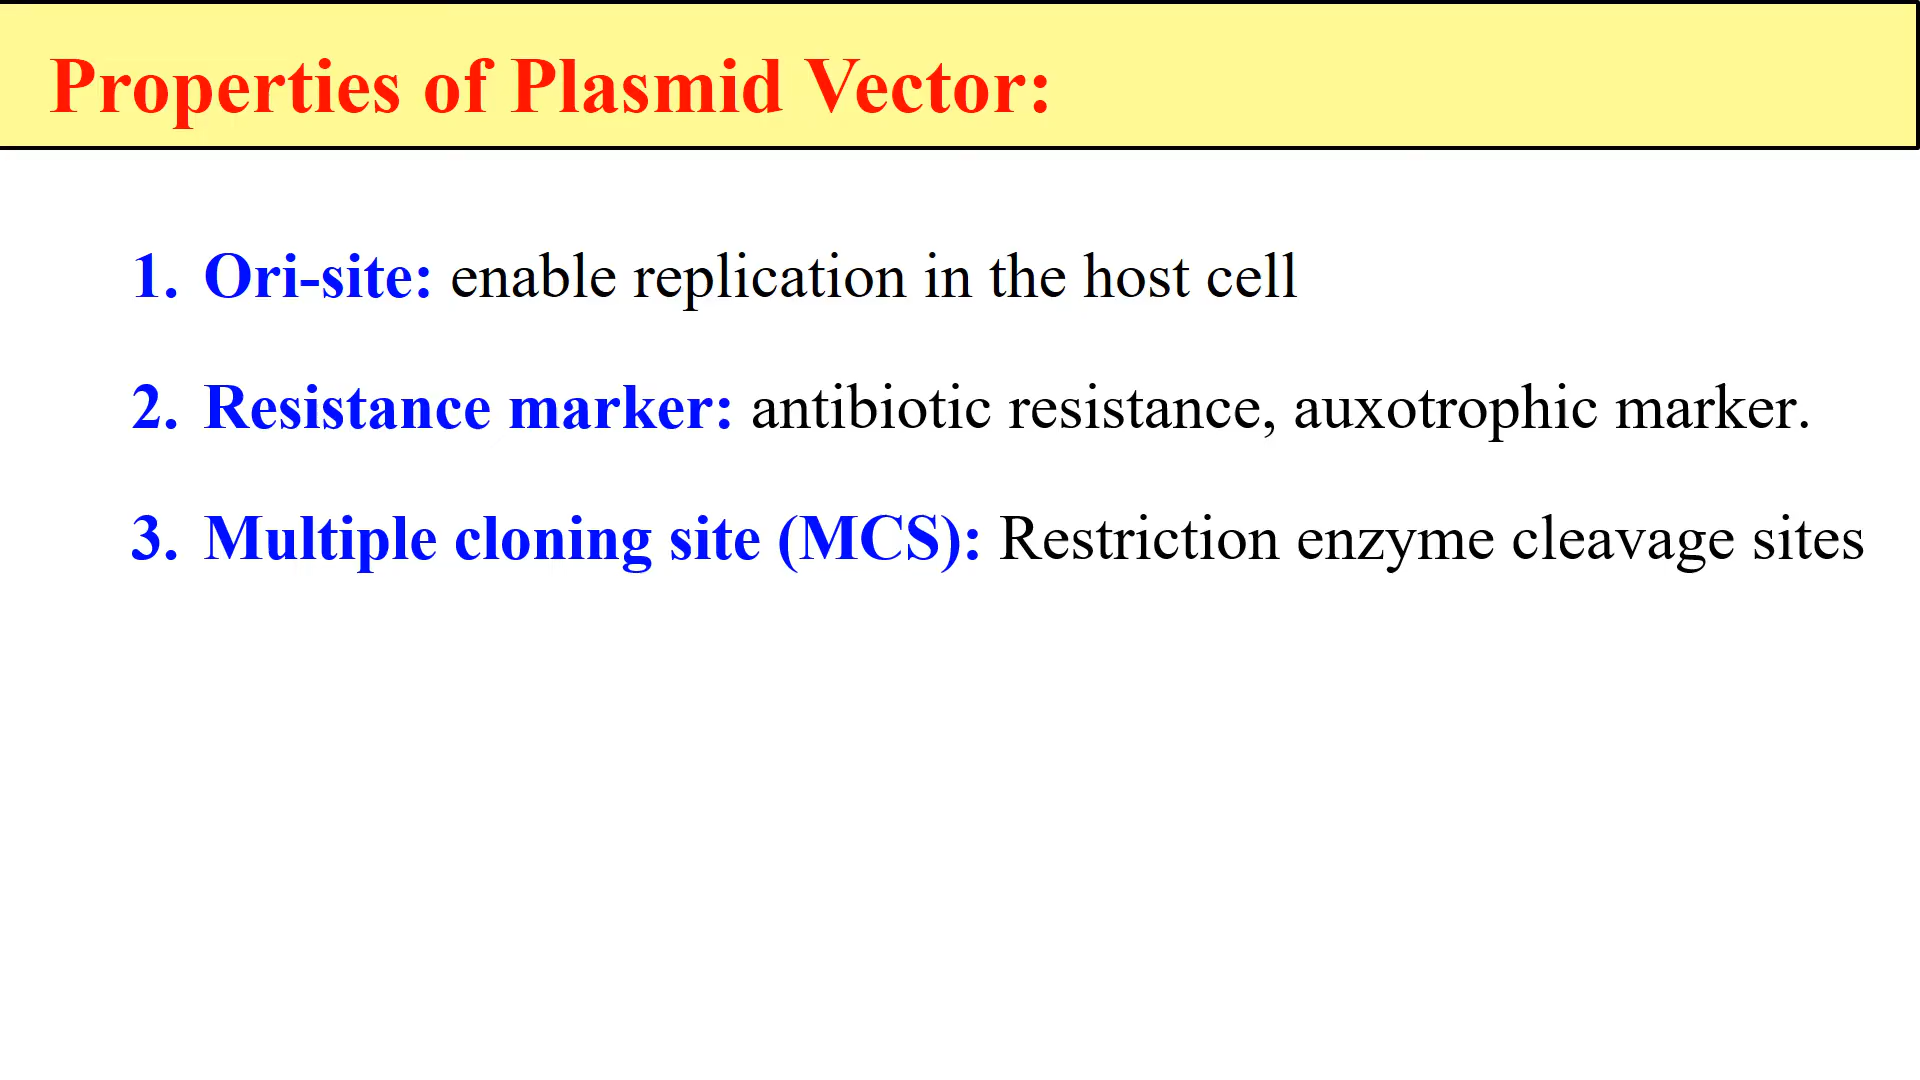 Properties of Plasmid Vector:
1. Ori-site: enable replication in the host cell
2. Resistance marker: antibiotic resistance, auxotrophic marker.
3. Multiple cloning site (MCS): Restriction enzyme cleavage sites